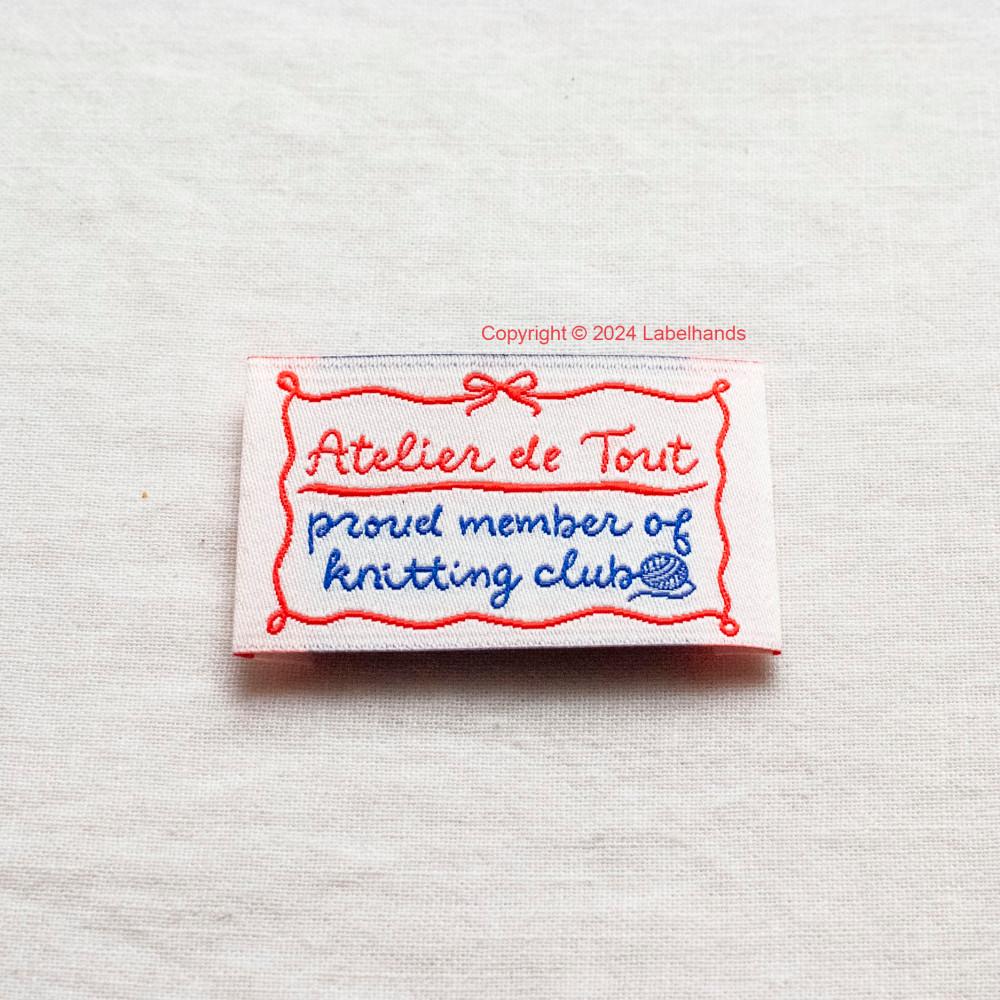 Copyright © 2024 Labelhands
Atelier de Tout
proud member of
knitting club